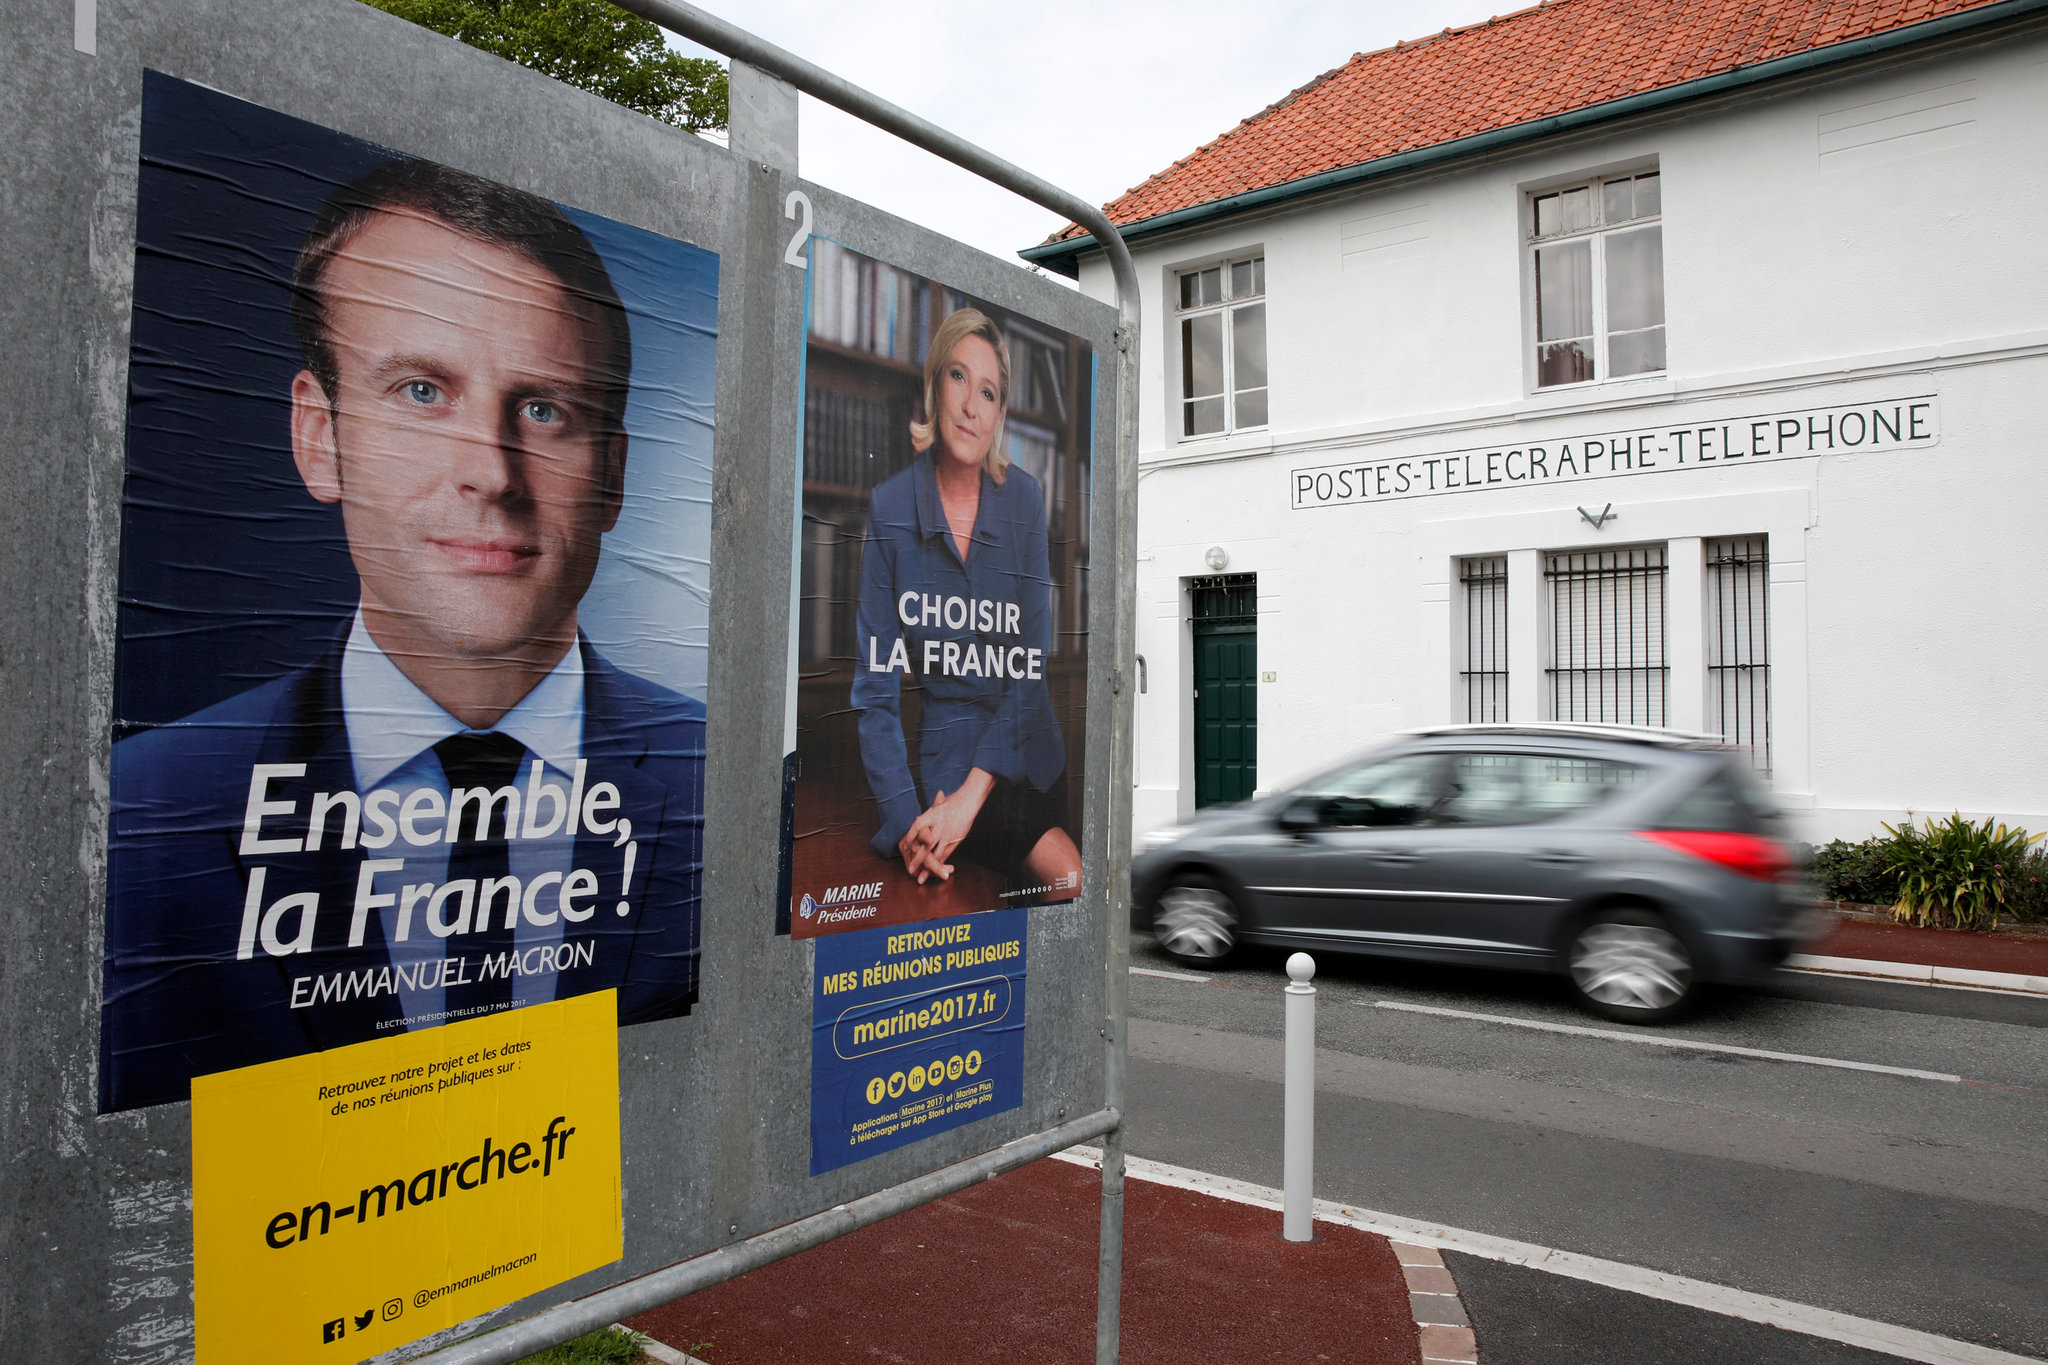 1
Ensemble,
la France !
EMMANUEL MACRON
ÉLECTION PRÉSIDENTIELLE DU 7 MAI 2017
Retrouvez notre projet et les dates
de nos réunions publiques sur :
en-marche.fr
@emmanuelmacron
2
CHOISIR
LA FRANCE
MARINE
Présidente
RETROUVEZ
MES RÉUNIONS PUBLIQUES
marine2017.fr
Applications Marine 2017 et Marine Plus
à télécharger sur App Store et Google play
POSTES-TELEGRAPHE-TELEPHONE